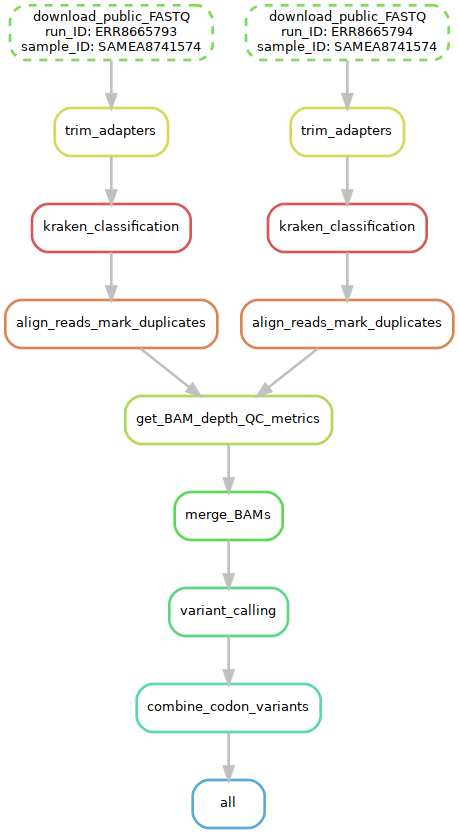 download_public_FASTQ
run_ID: ERR8665793
sample_ID: SAMEA8741574
download_public_FASTQ
run_ID: ERR8665794
sample_ID: SAMEA8741574
trim_adapters
trim_adapters
kraken_classification
kraken_classification
align_reads_mark_duplicates
align_reads_mark_duplicates
get_BAM_depth_QC_metrics
merge_BAMs
variant_calling
combine_codon_variants
all